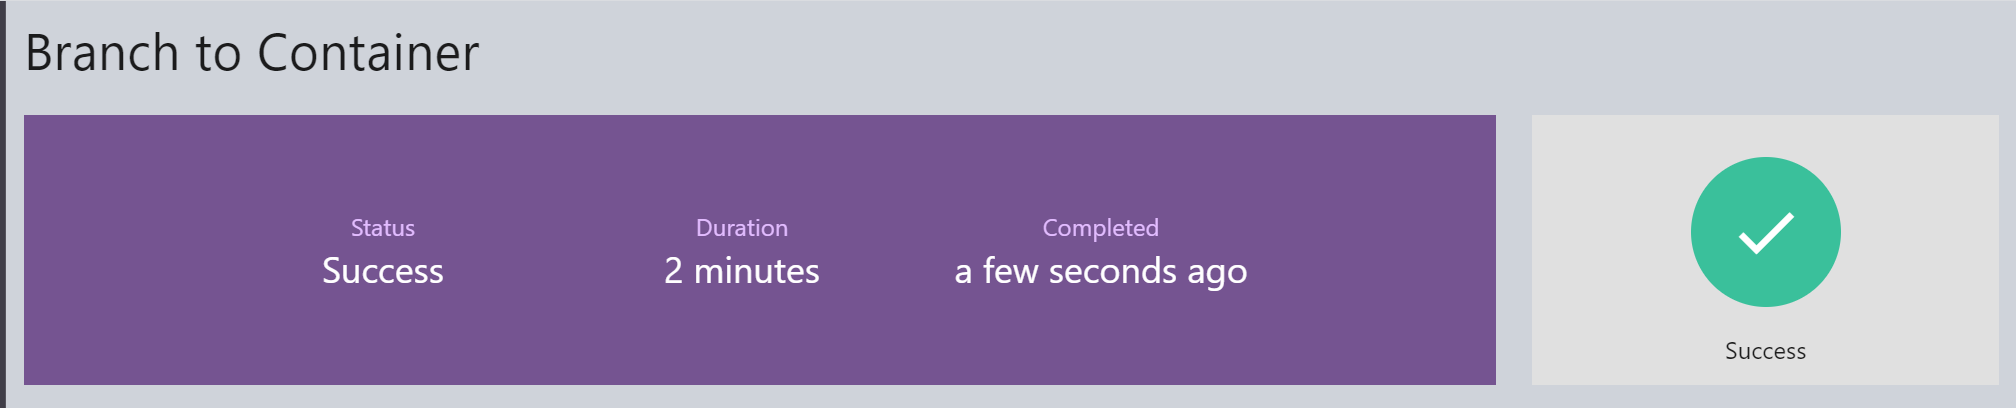 Branch to Container
Status
Success
Duration
2 minutes
Completed
a few seconds ago
Success